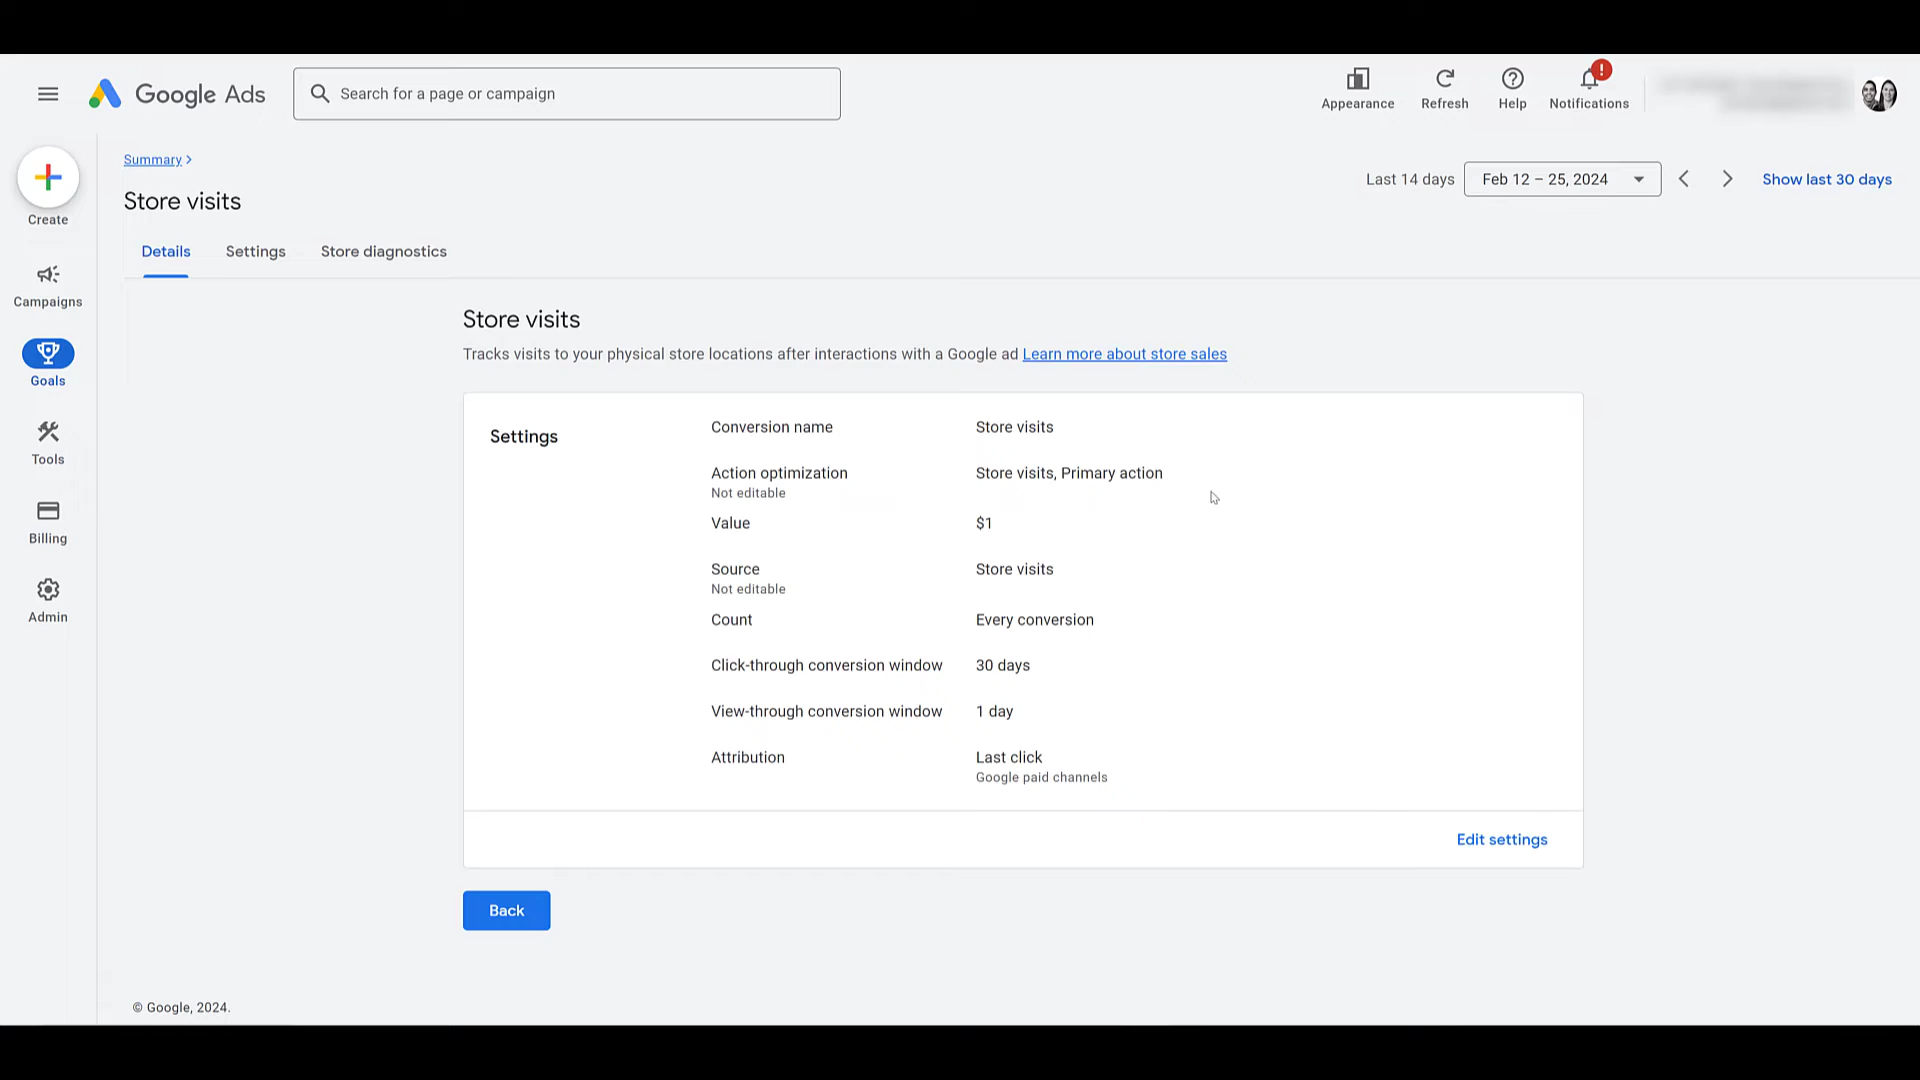 Google Ads
Search for a page or campaign
Appearance
Refresh
Help
!
Notifications
Create
Campaigns
Goals
Tools
Billing
Admin
Summary
Store visits
Last 14 days
Feb 12 – 25, 2024
Show last 30 days
Details Settings Store diagnostics
Store visits
Tracks visits to your physical store locations after interactions with a Google ad Learn more about store sales
Settings
Conversion name Store visits
Action optimization Store visits, Primary action
Not editable
Value $1
Source Store visits
Not editable
Count Every conversion
Click-through conversion window 30 days
View-through conversion window 1 day
Attribution Last click
Google paid channels
Edit settings
Back
© Google, 2024.